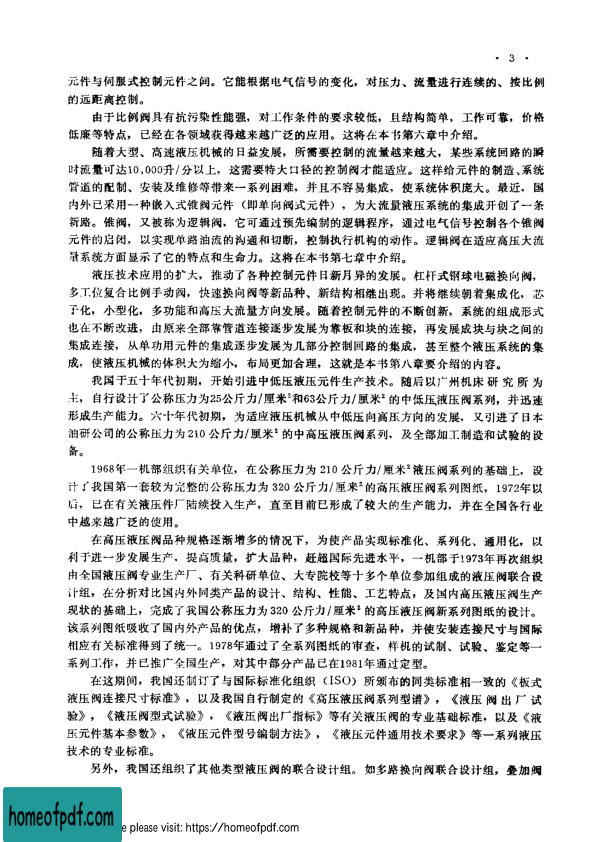 · 3 ·
元件与伺服式控制元件之间。它能根据电气信号的变化，对压力、流量进行连续的、按比例
的远距离控制。
由于比例阀具有抗污染性能强，对工作条件的要求较低，且结构简单，工作可靠，价格
低廉等特点，已经在各领域获得越来越广泛的应用。这将在本书第六章中介绍。
随着大型、高速液压机械的日益发展，所需要控制的流量越来越大，某些系统回路的瞬
时流量可达10,000升/分以上，这需要特大口径的控制阀才能适应。这样给元件的制造、系统
管道的配制、安装及维修等带来一系列困难，并且不容易集成，使系统体积庞大。最近，国
内外已采用一种嵌入式锥阀元件（即单向阀式元件），为大流量液压系统的集成开创了一条
新路。锥阀，又被称为逻辑阀，它可通过预先编制的逻辑程序，通过电气信号控制各个锥阀
元件的启闭，以实现单路油流的沟通和切断，控制执行机构的动作。逻辑阀在适应高压大流
量系统方面显示了它的特点和生命力。这将在本书第七章中介绍。
液压技术应用的扩大，推动了各种控制元件日新月异的发展。杠杆式钢球电磁换向阀，
多工位复合比例手动阀，快速换向阀等新品种、新结构相继出现。并将继续朝着集成化，芯
子化，小型化，多功能和高压大流量方向发展。随着控制元件的不断创新，系统的组成形式
也在不断改进，由原来全部靠管道连接逐步发展为靠板和块的连接，再发展成块与块之间的
集成连接，从单功用元件的集成逐步发展为几部分控制回路的集成，甚至整个液压系统的集
成，使液压机械的体积大为缩小，布局更加合理，这就是本书第八章要介绍的内容。
我国于五十年代初期，开始引进中低压液压元件生产技术。随后以广州机床研究所为
主，自行设计了公称压力为25公斤力/厘米²和63公斤力/厘米²的中低压液压阀系列，并迅速
形成生产能力。六十年代初期，为适应液压机械从中低压向高压方向的发展，又引进了日本
油研公司的公称压力为210公斤力/厘米²的中高压液压阀系列，及全部加工制造和试验的设
备。
1968年一机部组织有关单位，在公称压力为210公斤力/厘米²液压阀系列的基础上，设
计了我国第一套较为完整的公称压力为320公斤力/厘米²的高压液压阀系列图纸，1972年以
后，已在有关液压件厂陆续投入生产，直至目前已形成了较大的生产能力，并在全国各行业
中越来越广泛的使用。
在高压液压阀品种规格逐渐增多的情况下，为使产品实现标准化、系列化、通用化，以
利于进一步发展生产，提高质量，扩大品种，赶超国际先进水平，一机部于1973年再次组织
由全国液压阀专业生产厂、有关科研单位、大专院校等十多个单位参加组成的液压阀联合设
计组，在分析对比国内外同类产品的设计、结构、性能、工艺特点，及国内高压液压阀生产
现状的基础上，完成了我国公称压力为320公斤力/厘米²的高压液压阀新系列图纸的设计。
该系列图纸吸收了国内外产品的优点，增补了多种规格和新品种，并使安装连接尺寸与国际
相应有关标准得到了统一。1978年通过了全系列图纸的审查，样机的试制、试验、鉴定等一
系列工作，并已推广全国生产，对其中部分产品已在1981年通过定型。
在这期间，我国还制订了与国际标准化组织（ISO）所颁布的同类标准相一致的《板式
液压阀连接尺寸标准》，以及我国自行制定的《高压液压阀系列型谱》，《液压阀出厂试
验》，《液压阀型式试验》，《液压阀出厂指标》等有关液压阀的专业基础标准，以及《液
压元件基本参数》，《液压元件型号编制方法》，《液压元件通用技术要求》等一系列液压
技术的专业标准。
另外，我国还组织了其他类型液压阀的联合设计组。如多路换向阀联合设计组，叠加阀
homeofpdf.com
e please visit: https://homeofpdf.com